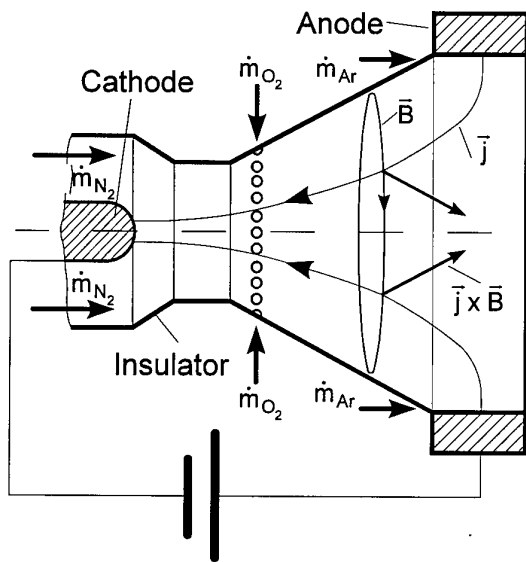 Anode
ṁO₂
ṁAr
Cathode
B⃗
j⃗
ṁN₂
ṁN₂
j⃗ x B⃗
Insulator
ṁO₂
ṁAr